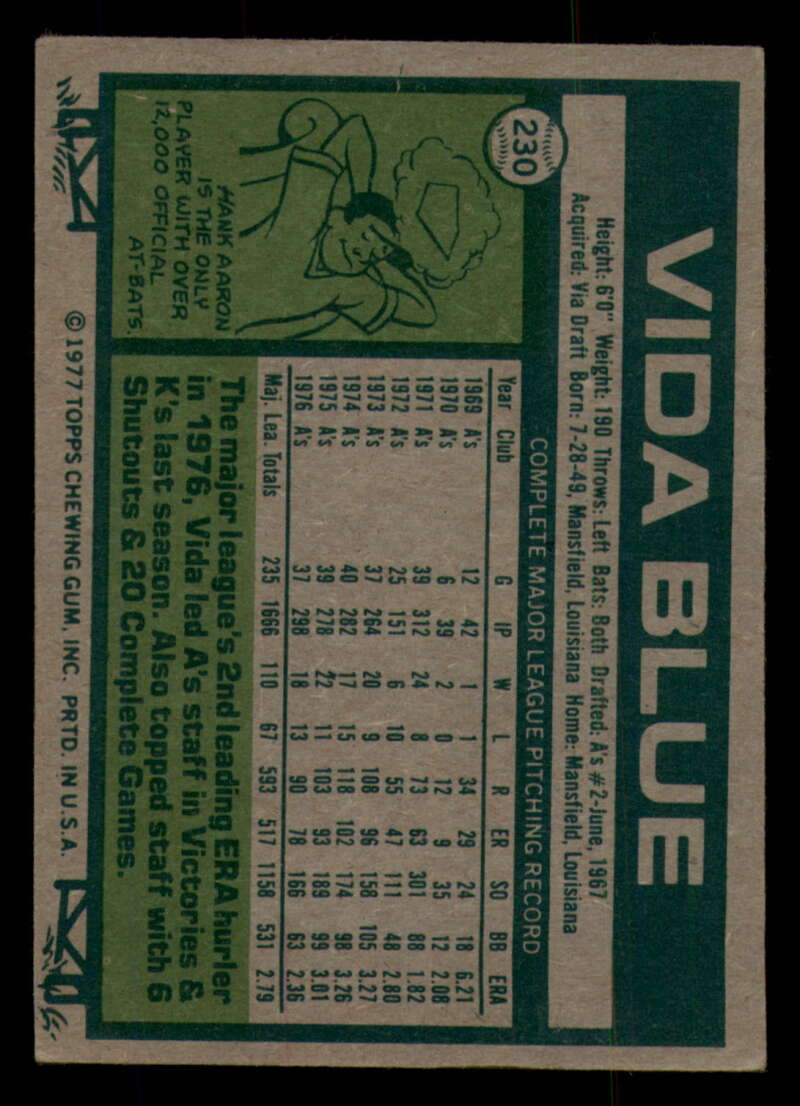 VIDA BLUE
Height: 6'0" Weight: 190 Throws: Left Bats: Both Drafted: A's #2-June, 1967
Acquired: Via Draft Born: 7-28-49, Mansfield, Louisiana Home: Mansfield, Louisiana
230
COMPLETE MAJOR LEAGUE PITCHING RECORD
Year Club G IP W L R ER SO BB ERA
1969 A's 12 42 1 1 34 29 24 18 6.21
1970 A's 6 39 2 0 12 9 35 12 2.08
1971 A's 39 312 24 8 73 63 301 88 1.82
1972 A's 25 151 6 10 55 47 111 48 2.80
1973 A's 37 264 20 9 108 96 158 105 3.27
1974 A's 40 282 17 15 118 102 174 98 3.26
1975 A's 39 278 22 11 103 93 189 99 3.01
1976 A's 37 298 18 13 90 78 166 63 2.36
Maj. Lea. Totals 235 1666 110 67 593 517 1158 531 2.79
HANK AARON
IS THE ONLY
PLAYER WITH OVER
12,000 OFFICIAL
AT-BATS.
The major league's 2nd leading ERA hurler
in 1976, Vida led A's staff in Victories &
K's last season. Also topped staff with 6
Shutouts & 20 Complete Games.
© 1977 TOPPS CHEWING GUM, INC. PRTD. IN U.S.A.